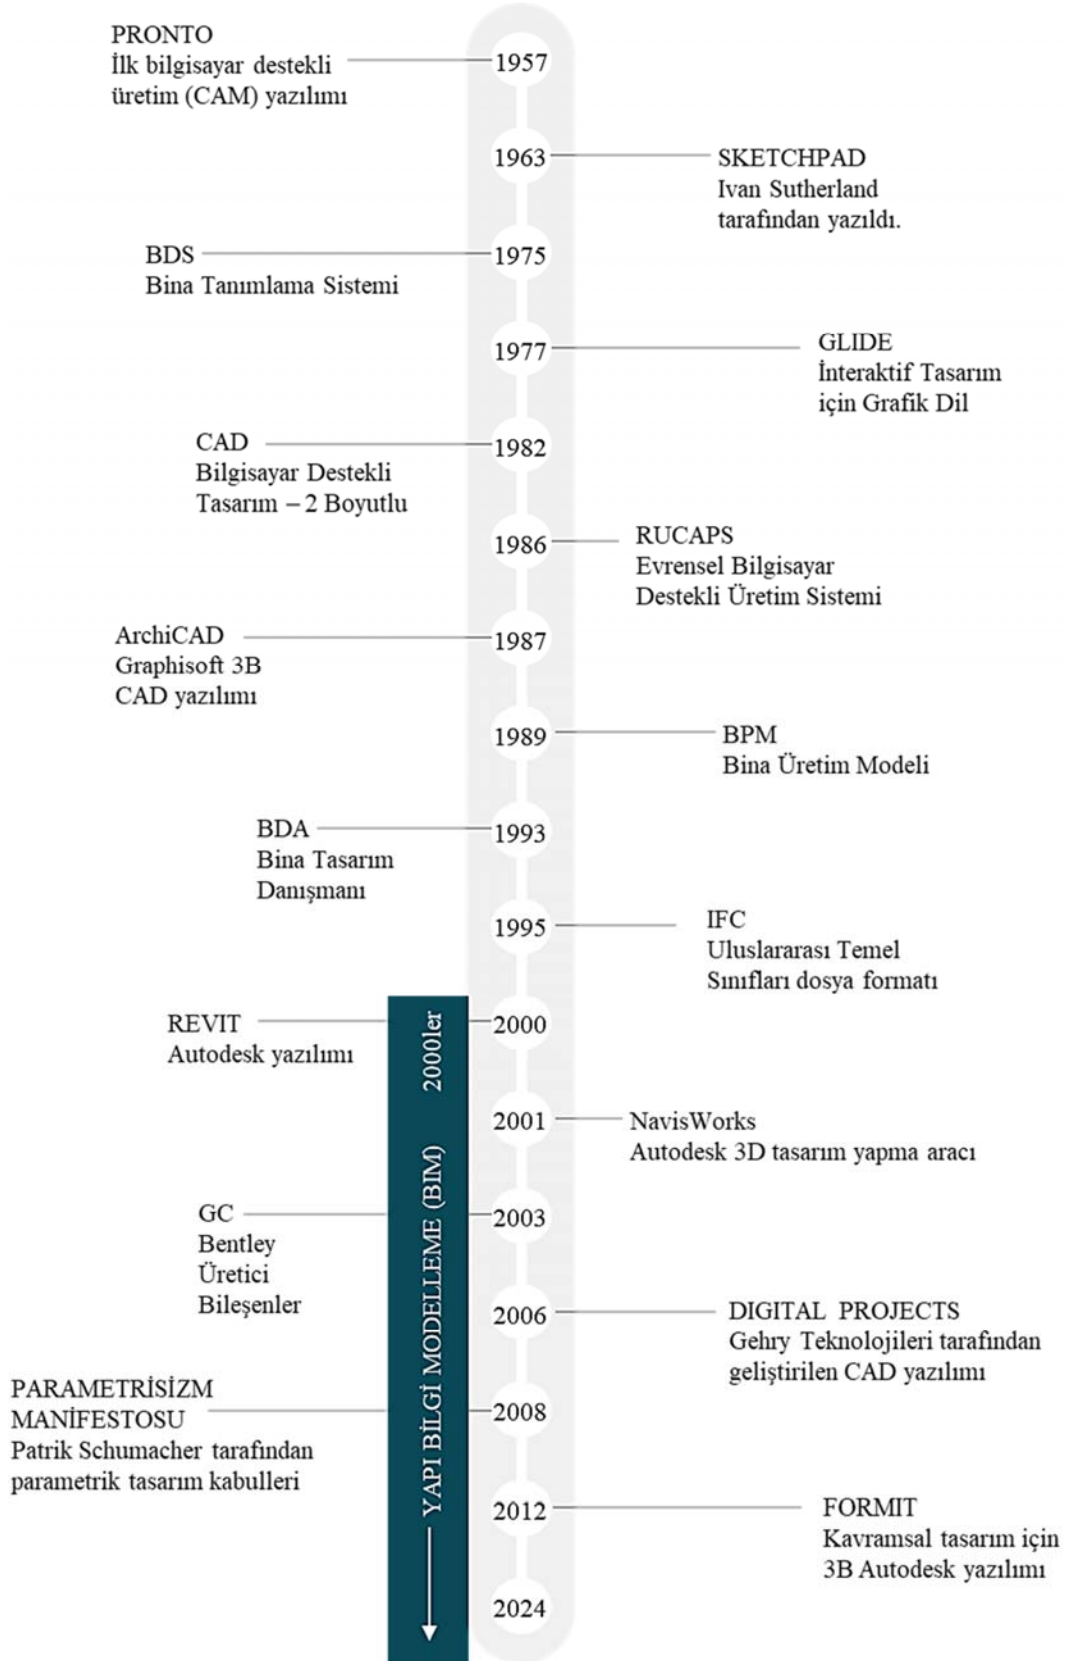 PRONTO
İlk bilgisayar destekli
üretim (CAM) yazılımı
1957
1963
SKETCHPAD
Ivan Sutherland
tarafından yazıldı.
BDS
Bina Tanımlama Sistemi
1975
1977
GLIDE
İnteraktif Tasarım
için Grafik Dil
CAD
Bilgisayar Destekli
Tasarım – 2 Boyutlu
1982
1986
RUCAPS
Evrensel Bilgisayar
Destekli Üretim Sistemi
ArchiCAD
Graphisoft 3B
CAD yazılımı
1987
1989
BPM
Bina Üretim Modeli
BDA
Bina Tasarım
Danışmanı
1993
1995
IFC
Uluslararası Temel
Sınıfları dosya formatı
YAPI BİLGİ MODELLEME (BIM) 2000ler
REVIT
Autodesk yazılımı
2000
2001
NavisWorks
Autodesk 3D tasarım yapma aracı
GC
Bentley
Üretici
Bileşenler
2003
2006
DIGITAL PROJECTS
Gehry Teknolojileri tarafından
geliştirilen CAD yazılımı
PARAMETRİSİZM
MANİFESTOSU
Patrik Schumacher tarafından
parametrik tasarım kabulleri
2008
2012
FORMIT
Kavramsal tasarım için
3B Autodesk yazılımı
2024